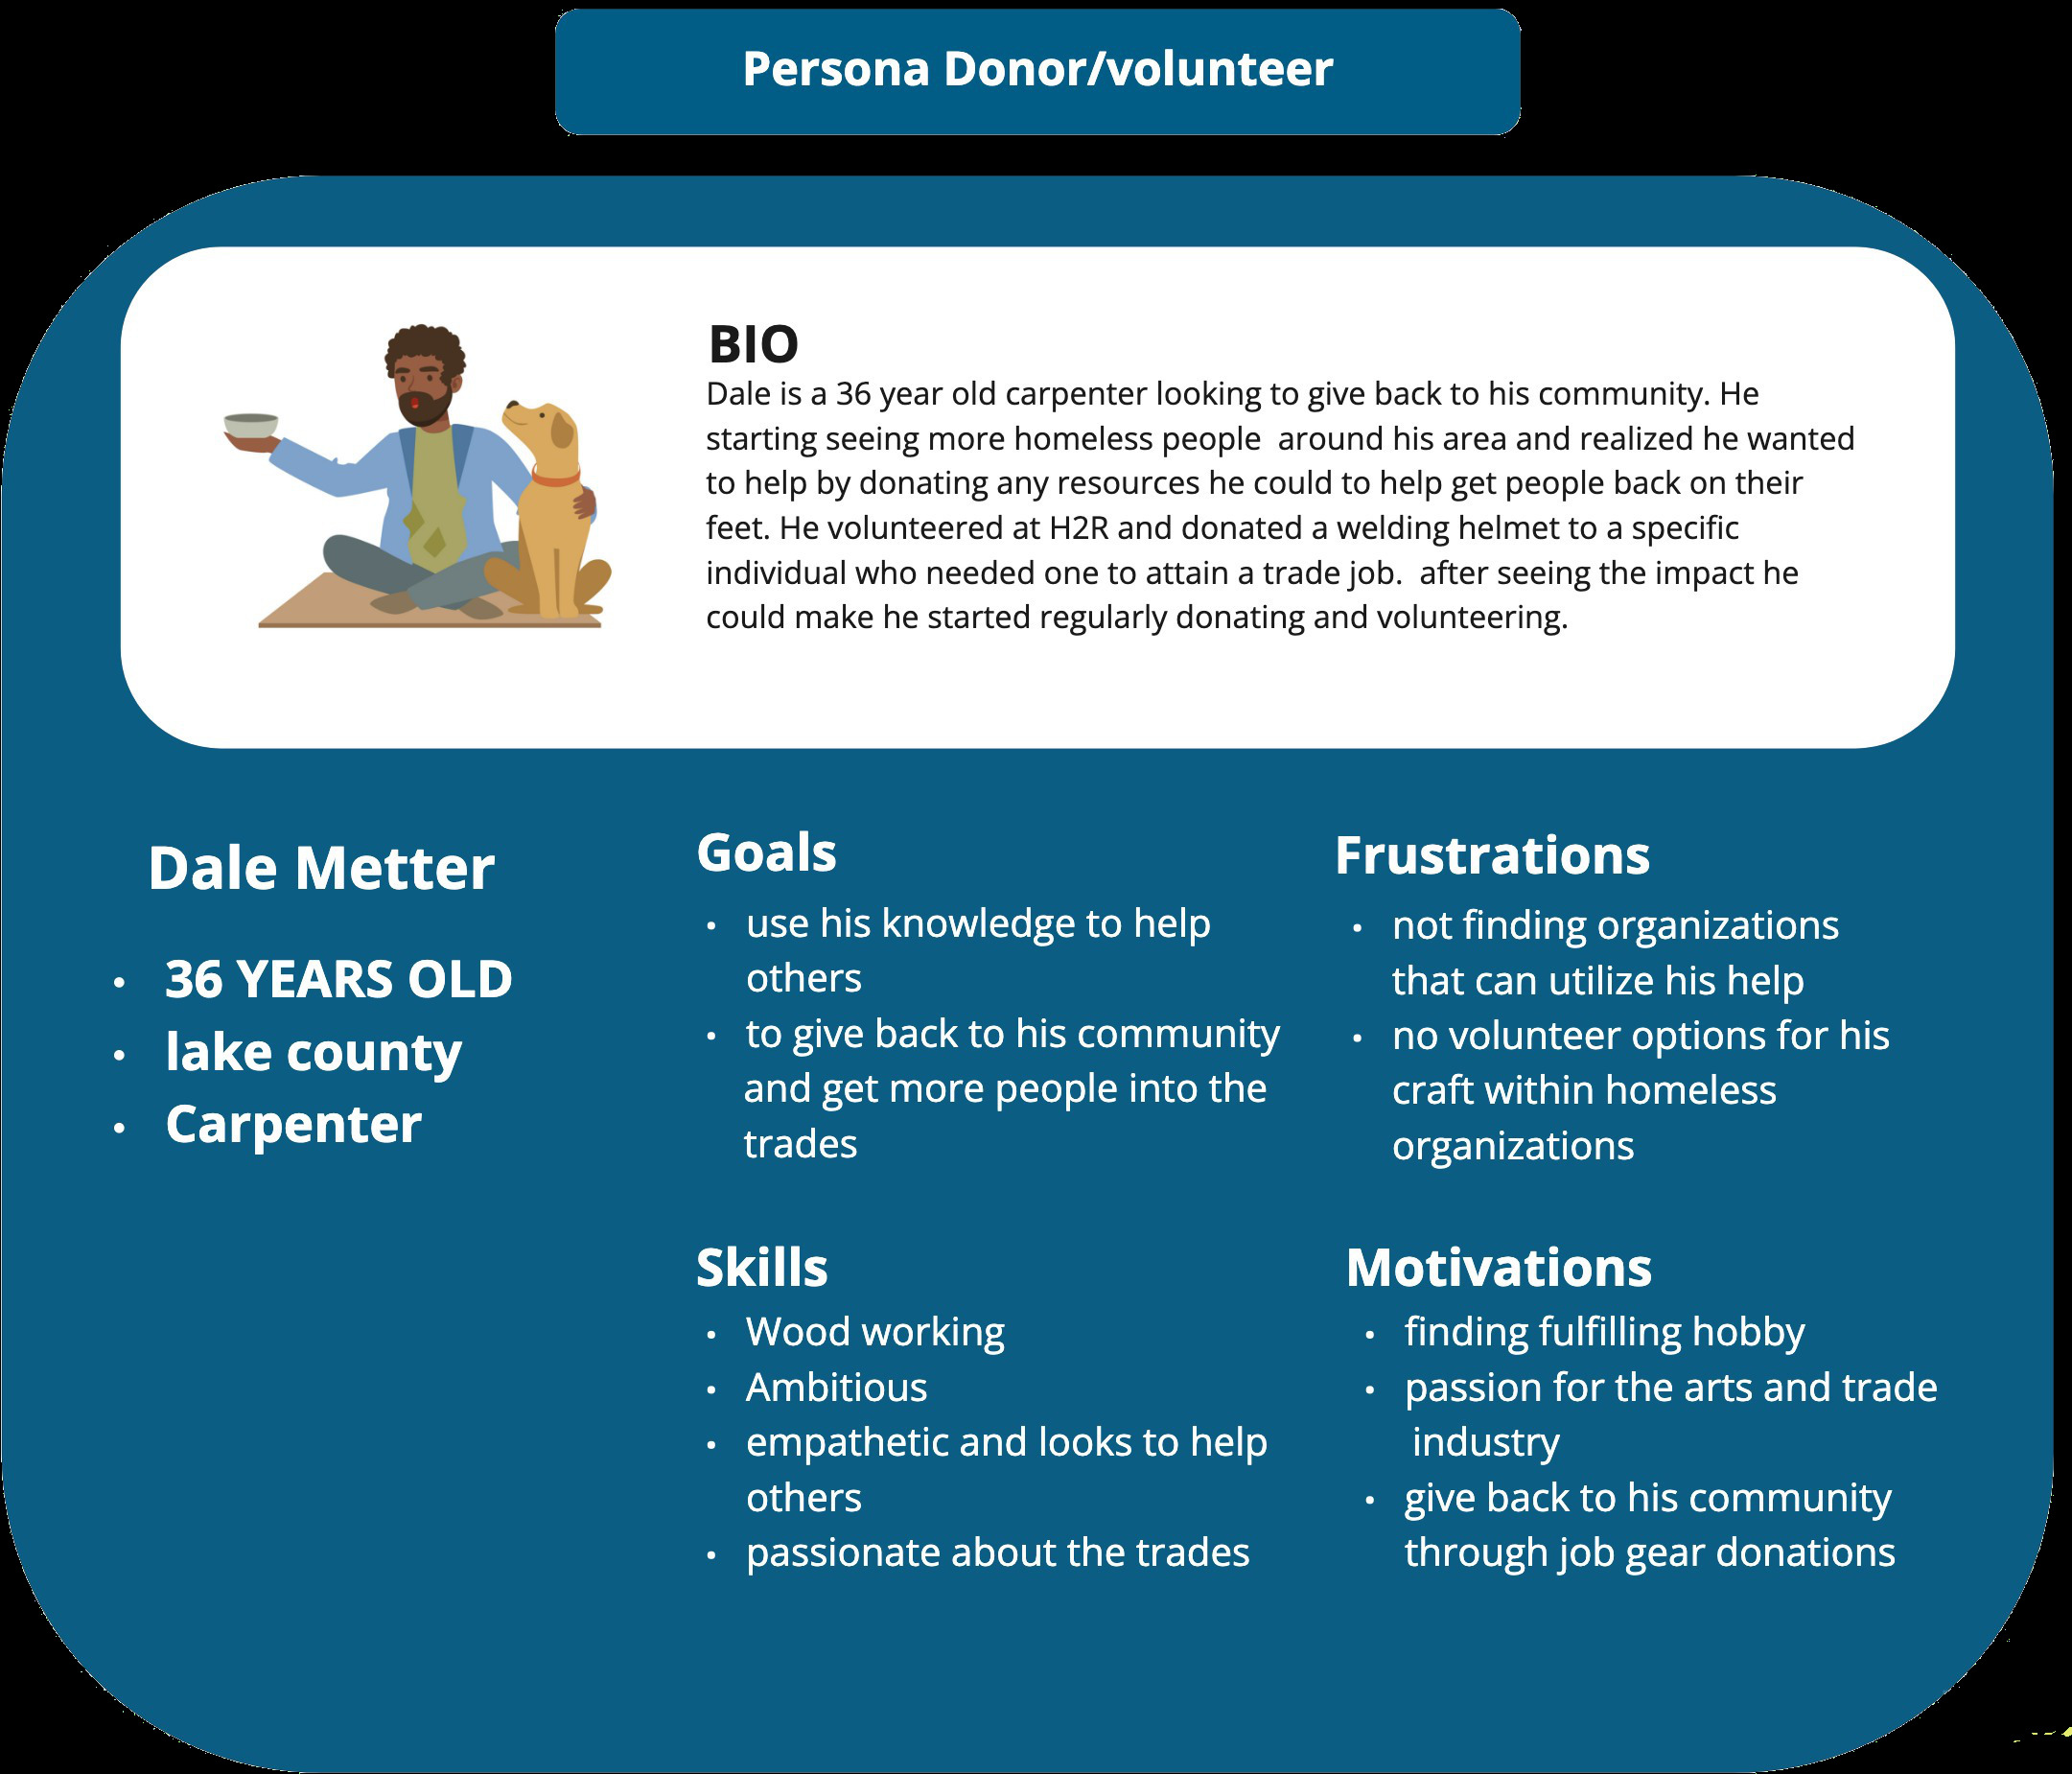 Persona Donor/volunteer
BIO
Dale is a 36 year old carpenter looking to give back to his community. He
starting seeing more homeless people  around his area and realized he wanted
to help by donating any resources he could to help get people back on their
feet. He volunteered at H2R and donated a welding helmet to a specific
individual who needed one to attain a trade job.  after seeing the impact he
could make he started regularly donating and volunteering.
Dale Metter
• 36 YEARS OLD
• lake county
• Carpenter
Goals
• use his knowledge to help
others
• to give back to his community
and get more people into the
trades
Frustrations
• not finding organizations
that can utilize his help
• no volunteer options for his
craft within homeless
organizations
Skills
• Wood working
• Ambitious
• empathetic and looks to help
others
• passionate about the trades
Motivations
• finding fulfilling hobby
• passion for the arts and trade
industry
• give back to his community
through job gear donations